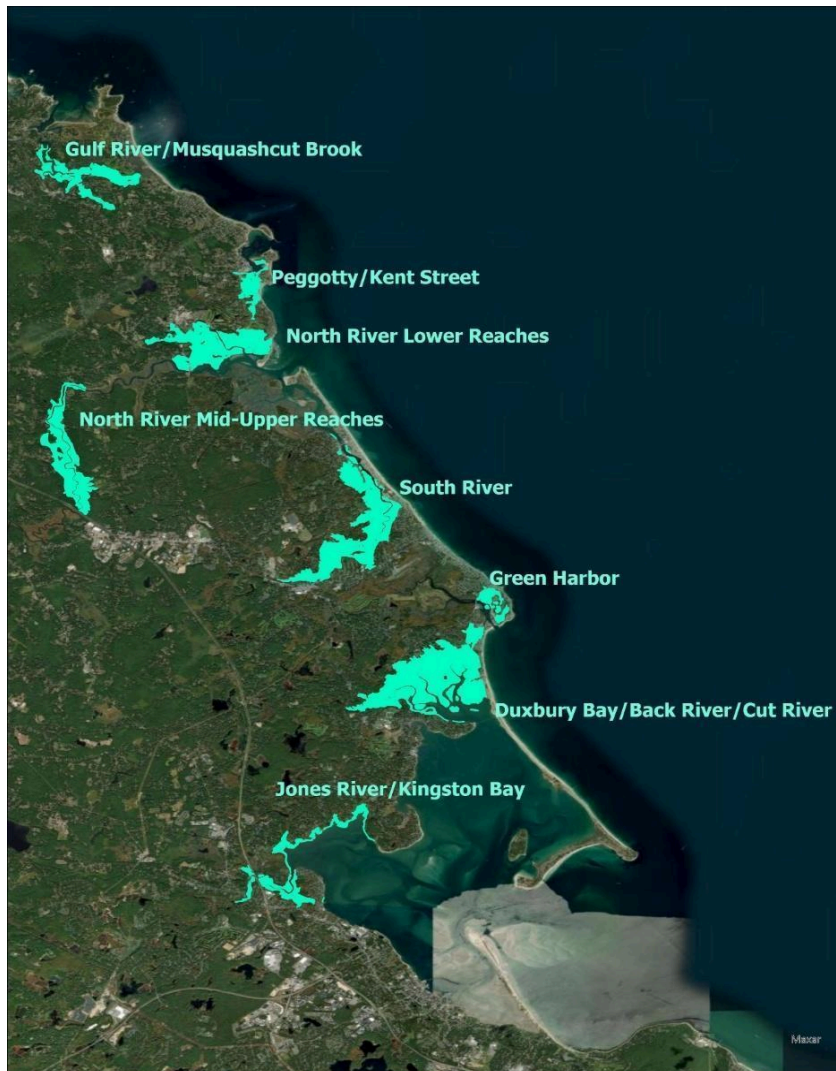 Gulf River/Musquashcut Brook
Peggotty/Kent Street
North River Lower Reaches
North River Mid-Upper Reaches
South River
Green Harbor
Duxbury Bay/Back River/Cut River
Jones River/Kingston Bay
Maxar